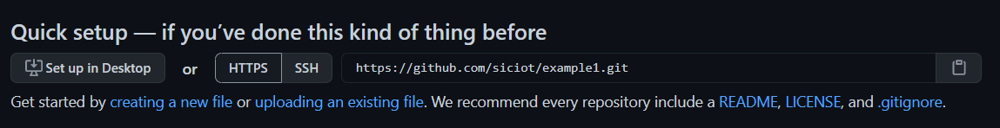 Quick setup — if you’ve done this kind of thing before
Set up in Desktop or HTTPS SSH https://github.com/siciot/example1.git
Get started by creating a new file or uploading an existing file. We recommend every repository include a README, LICENSE, and .gitignore.